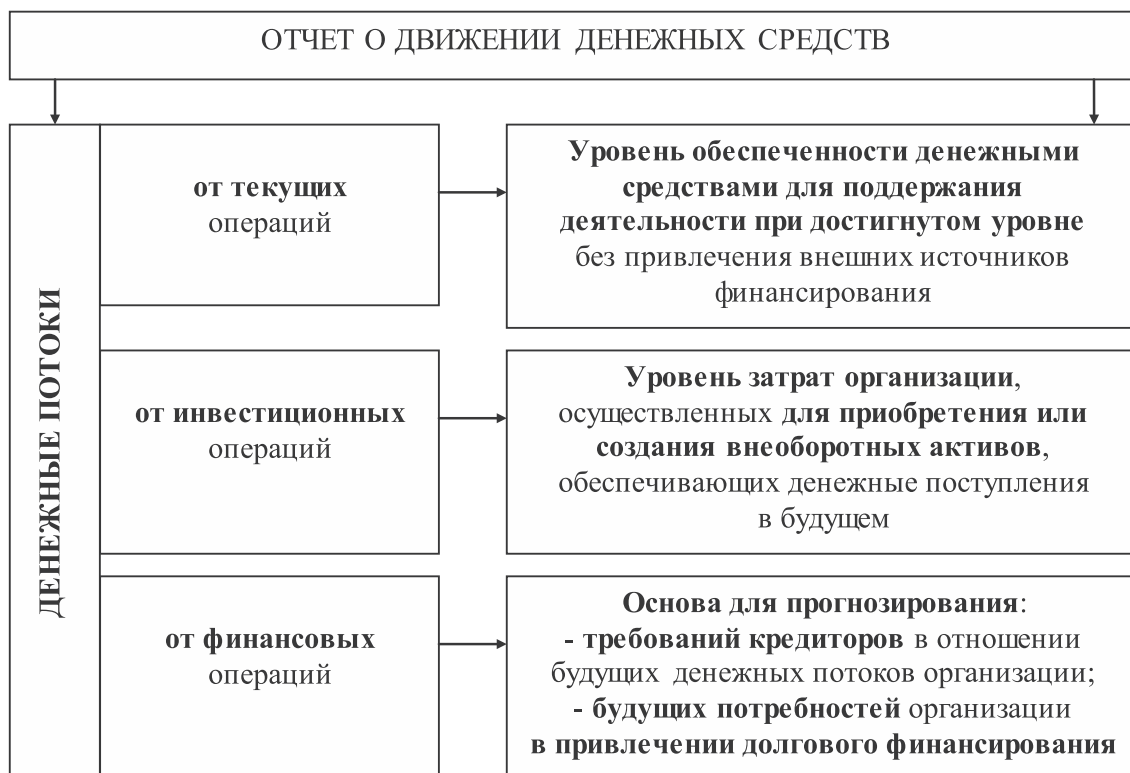 ОТЧЕТ О ДВИЖЕНИИ ДЕНЕЖНЫХ СРЕДСТВ
ДЕНЕЖНЫЕ ПОТОКИ
от текущих
операций
Уровень обеспеченности денежными
средствами для поддержания
деятельности при достигнутом уровне
без привлечения внешних источников
финансирования
от инвестиционных
операций
Уровень затрат организации,
осуществленных для приобретения или
создания внеоборотных активов,
обеспечивающих денежные поступления
в будущем
от финансовых
операций
Основа для прогнозирования:
- требований кредиторов в отношении
будущих денежных потоков организации;
- будущих потребностей организации
в привлечении долгового финансирования